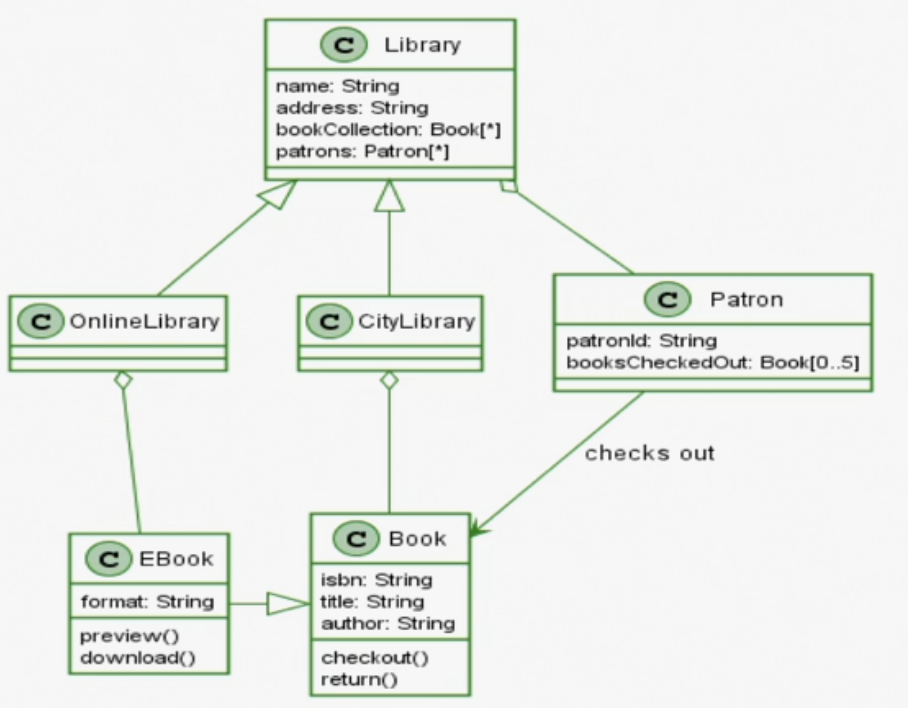 C Library
name: String
address: String
bookCollection: Book[*]
patrons: Patron[*]
C OnlineLibrary
C CityLibrary
C Patron
patronId: String
booksCheckedOut: Book[0..5]
checks out
C EBook
format: String
preview()
download()
C Book
isbn: String
title: String
author: String
checkout()
return()